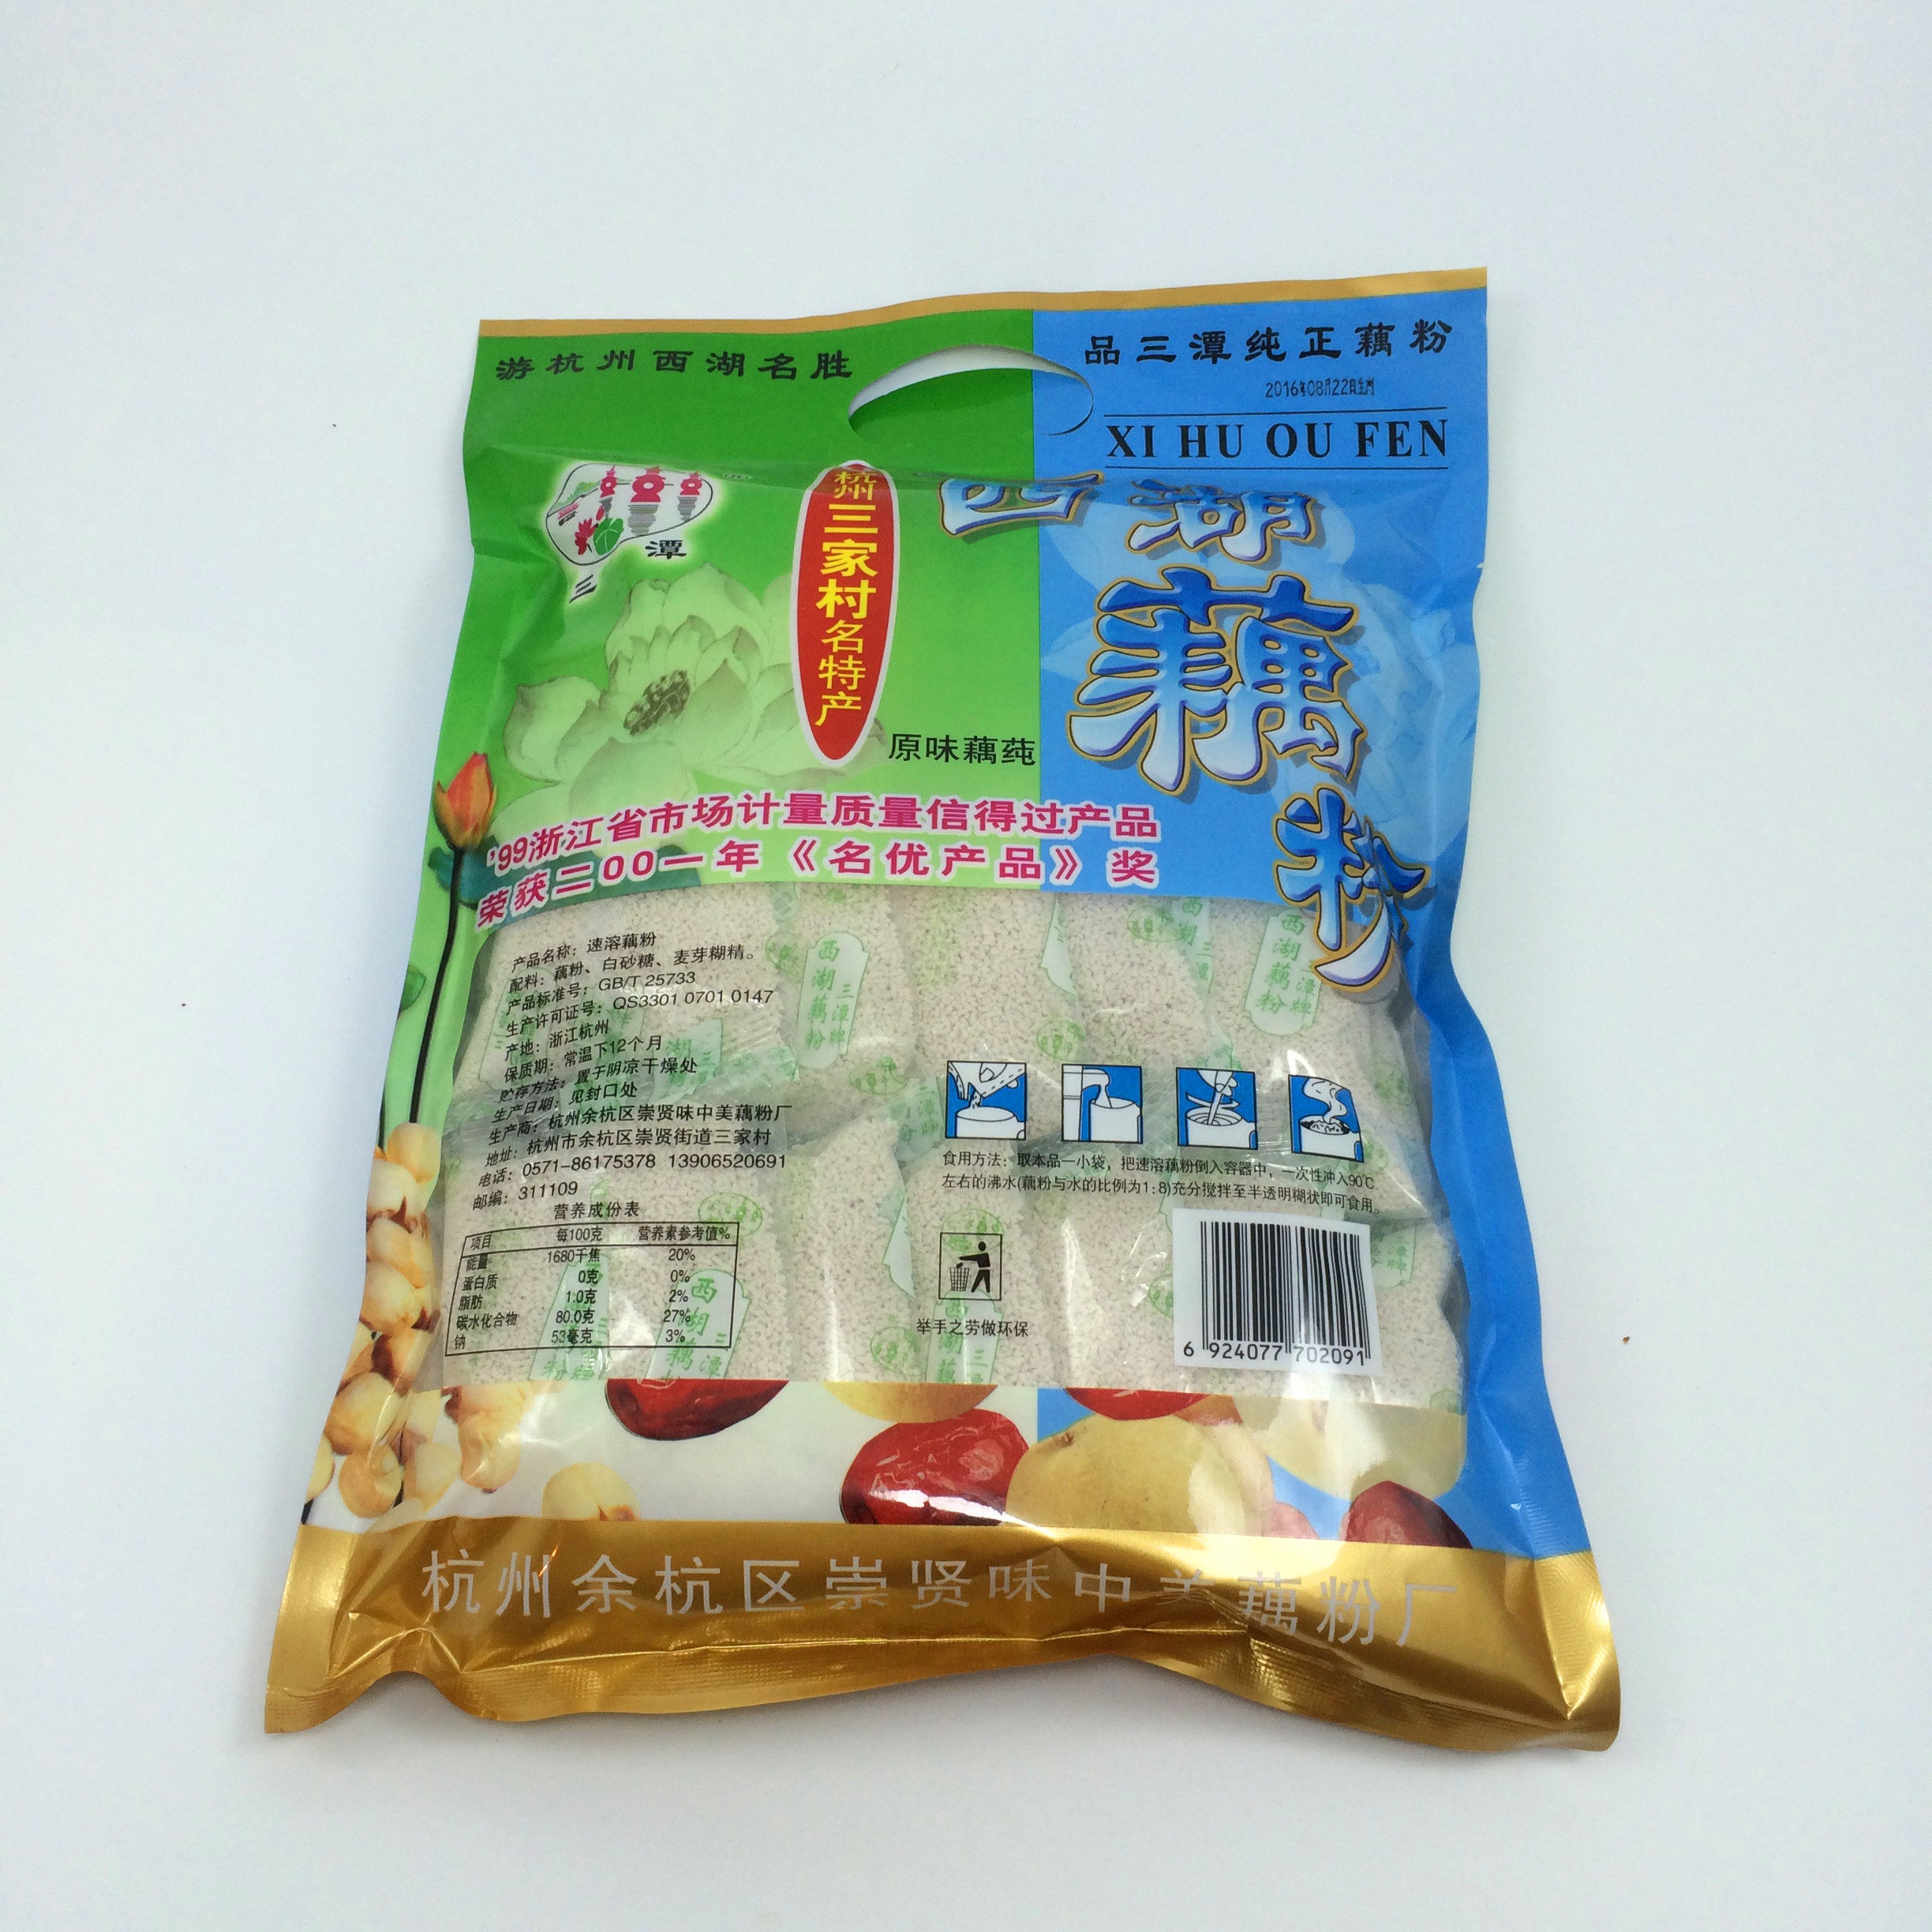 游杭州西湖名胜
品三潭纯正藕粉
2016年08月22日生产
XI HU OU FEN
三潭
杭州三家村名特产
西湖藕粉
原味藕莼
'99浙江省市场计量质量信得过产品
荣获二00一年《名优产品》奖
产品名称：速溶藕粉
配料：藕粉、白砂糖、麦芽糊精。
产品标准号：GB/T 25733
生产许可证号：QS3301 0701 0147
产地：浙江杭州
保质期：常温下12个月
贮存方法：置于阴凉干燥处
生产日期：见封口处
生产商：杭州余杭区崇贤味中美藕粉厂
地址：杭州市余杭区崇贤街道三家村
电话：0571-86175378 13906520691
邮编：311109
营养成份表
项目 每100克 营养素参考值%
能量 1680千焦 20%
蛋白质 0克 0%
脂肪 1.0克 2%
碳水化合物 80.0克 27%
钠 53毫克 3%
西湖藕粉 三潭牌
西湖藕粉 三潭牌
食用方法：取本品一小袋，把速溶藕粉倒入容器中，一次性冲入90℃
左右的沸水(藕粉与水的比例为1:8)充分搅拌至半透明糊状即可食用。
举手之劳做环保
6 924077 702091
杭州余杭区崇贤味中美藕粉厂